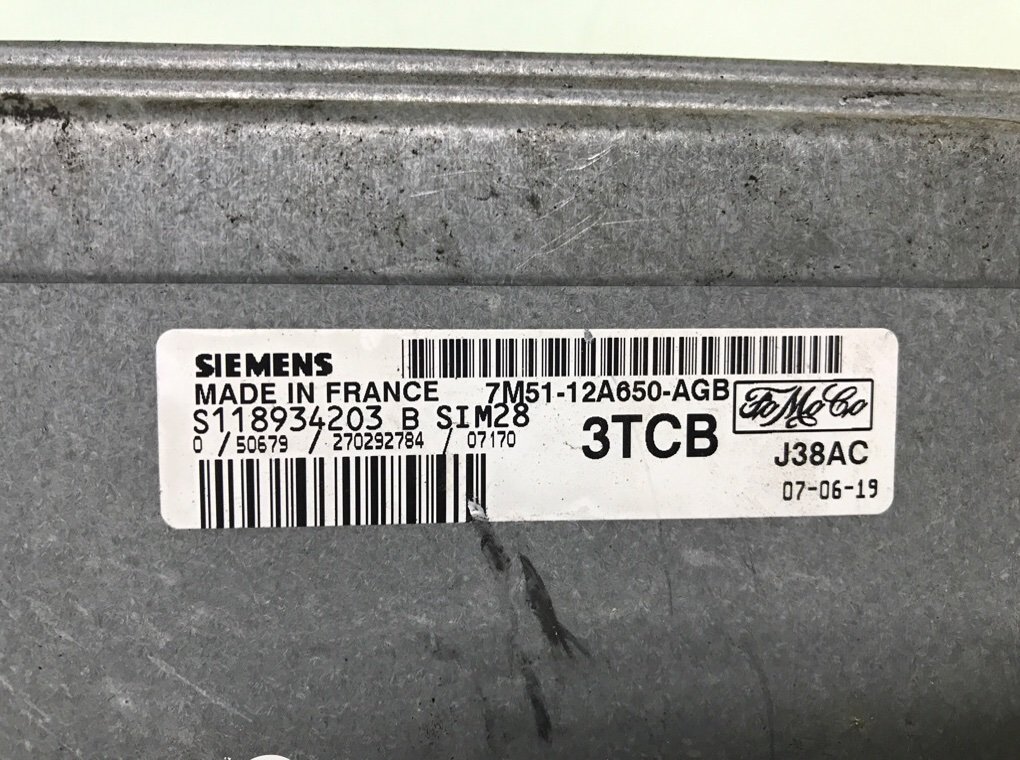 SIEMENS
MADE IN FRANCE 7M51-12A650-AGB
FoMoCo
S118934203 B SIM28
0 / 50679 / 270292784 / 07170
3TCB
J38AC
07-06-19